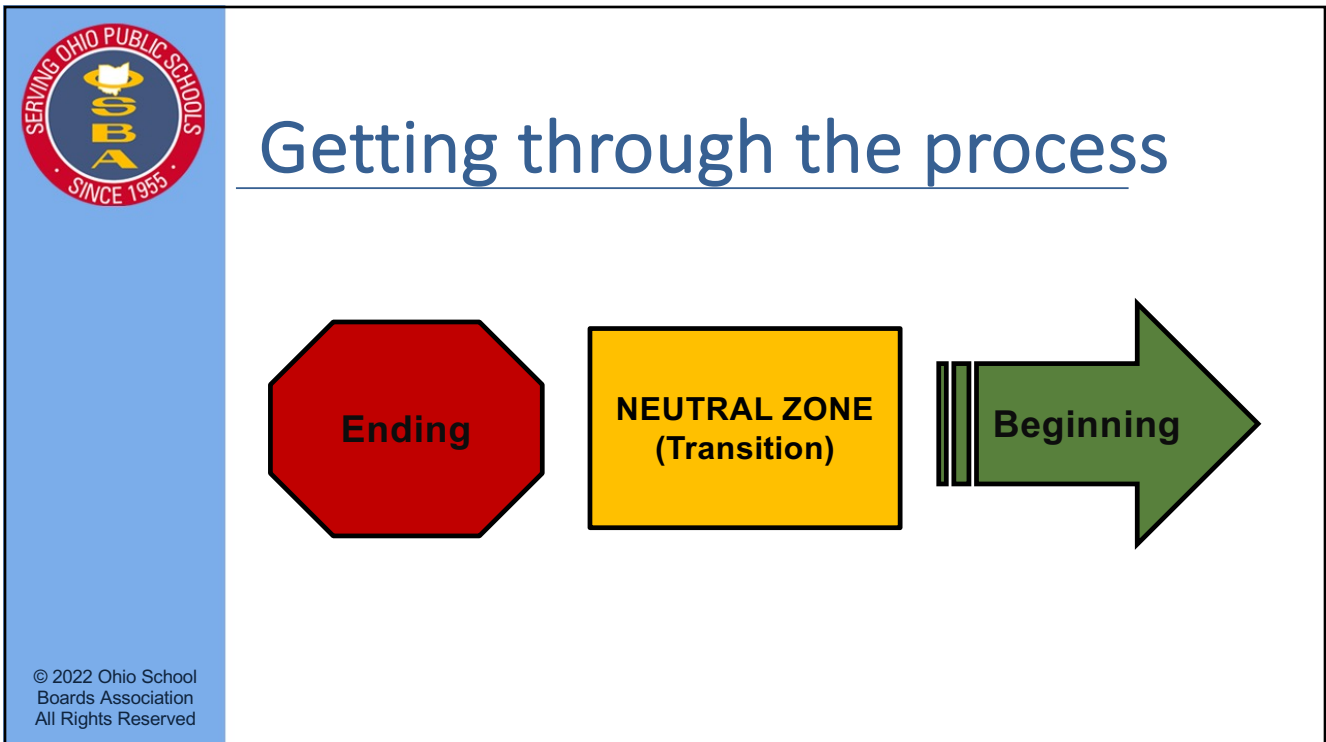 SERVING OHIO PUBLIC SCHOOLS
OSBA
· SINCE 1955 ·
Getting through the process
Ending
NEUTRAL ZONE
(Transition)
Beginning
© 2022 Ohio School
Boards Association
All Rights Reserved